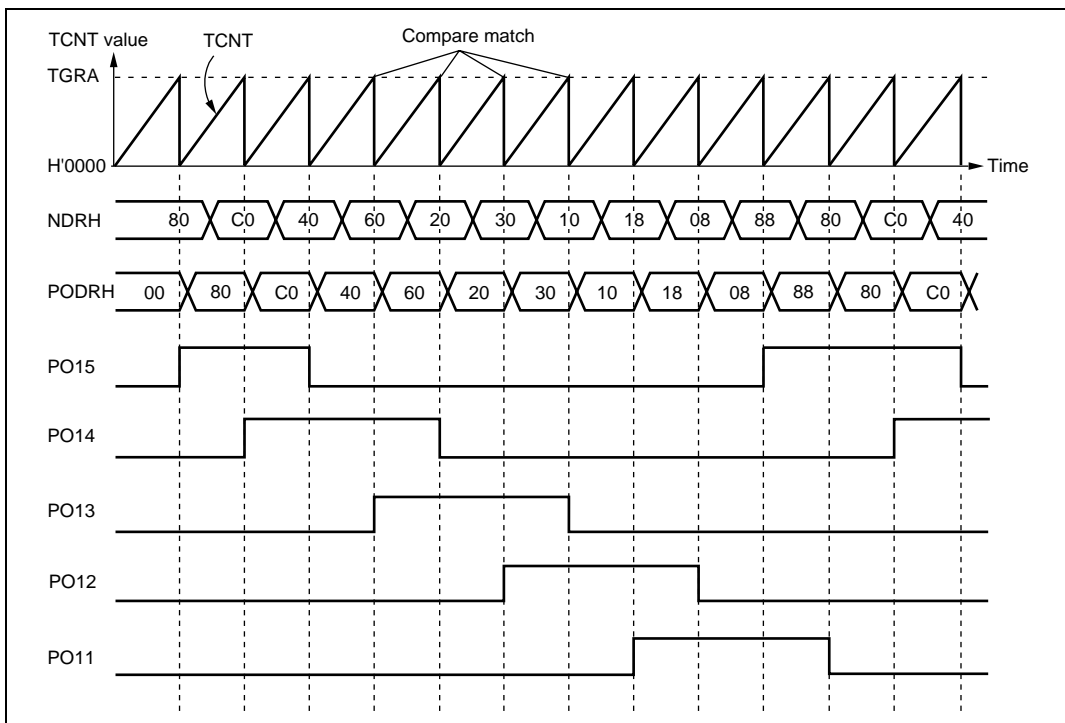 TCNT value
TCNT
Compare match
TGRA
H'0000
Time
NDRH 80 C0 40 60 20 30 10 18 08 88 80 C0 40
PODRH 00 80 C0 40 60 20 30 10 18 08 88 80 C0
PO15
PO14
PO13
PO12
PO11